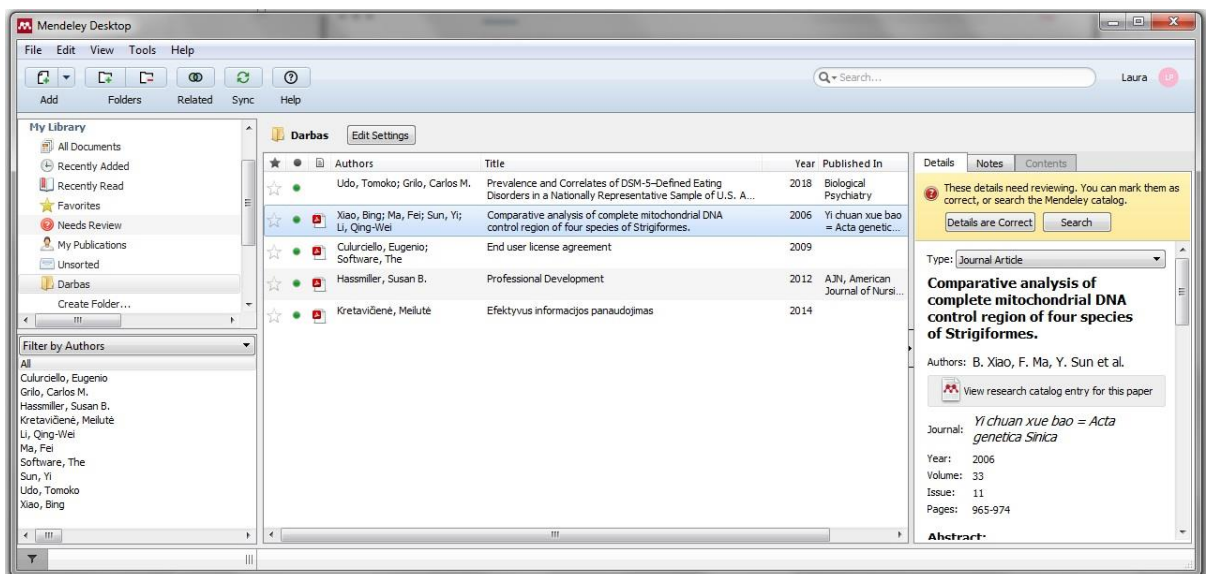 Mendeley Desktop
File Edit View Tools Help
Search...
Laura LP
Add Folders Related Sync Help
My Library
All Documents
Recently Added
Recently Read
Favorites
Needs Review
My Publications
Unsorted
Darbas
Create Folder...
Filter by Authors
All
Culurciello, Eugenio
Grilo, Carlos M.
Hassmiller, Susan B.
Kretavičienė, Meilutė
Li, Qing-Wei
Ma, Fei
Software, The
Sun, Yi
Udo, Tomoko
Xiao, Bing
Darbas Edit Settings
Authors Title Year Published In
Udo, Tomoko; Grilo, Carlos M. Prevalence and Correlates of DSM-5–Defined Eating 2018 Biological
Disorders in a Nationally Representative Sample of U.S. A... Psychiatry
Xiao, Bing; Ma, Fei; Sun, Yi; Comparative analysis of complete mitochondrial DNA 2006 Yi chuan xue bao
Li, Qing-Wei control region of four species of Strigiformes. = Acta genetic...
Culurciello, Eugenio; End user license agreement 2009
Software, The
Hassmiller, Susan B. Professional Development 2012 AJN, American
Journal of Nursi...
Kretavičienė, Meilutė Efektyvus informacijos panaudojimas 2014
Details Notes Contents
These details need reviewing. You can mark them as
correct, or search the Mendeley catalog.
Details are Correct Search
Type: Journal Article
Comparative analysis of
complete mitochondrial DNA
control region of four species
of Strigiformes.
Authors: B. Xiao, F. Ma, Y. Sun et al.
View research catalog entry for this paper
Journal: Yi chuan xue bao = Acta
genetica Sinica
Year: 2006
Volume: 33
Issue: 11
Pages: 965-974
Abstract: